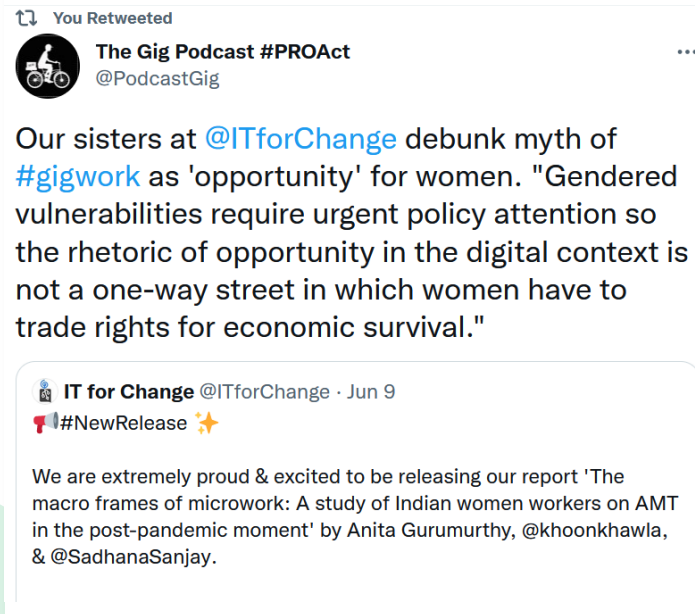 You Retweeted
The Gig Podcast #PROAct
@PodcastGig
Our sisters at @ITforChange debunk myth of
#gigwork as 'opportunity' for women. "Gendered
vulnerabilities require urgent policy attention so
the rhetoric of opportunity in the digital context is
not a one-way street in which women have to
trade rights for economic survival."
IT for Change @ITforChange · Jun 9
📢#NewRelease ✨
We are extremely proud & excited to be releasing our report 'The
macro frames of microwork: A study of Indian women workers on AMT
in the post-pandemic moment' by Anita Gurumurthy, @khoonkhawla,
& @SadhanaSanjay.